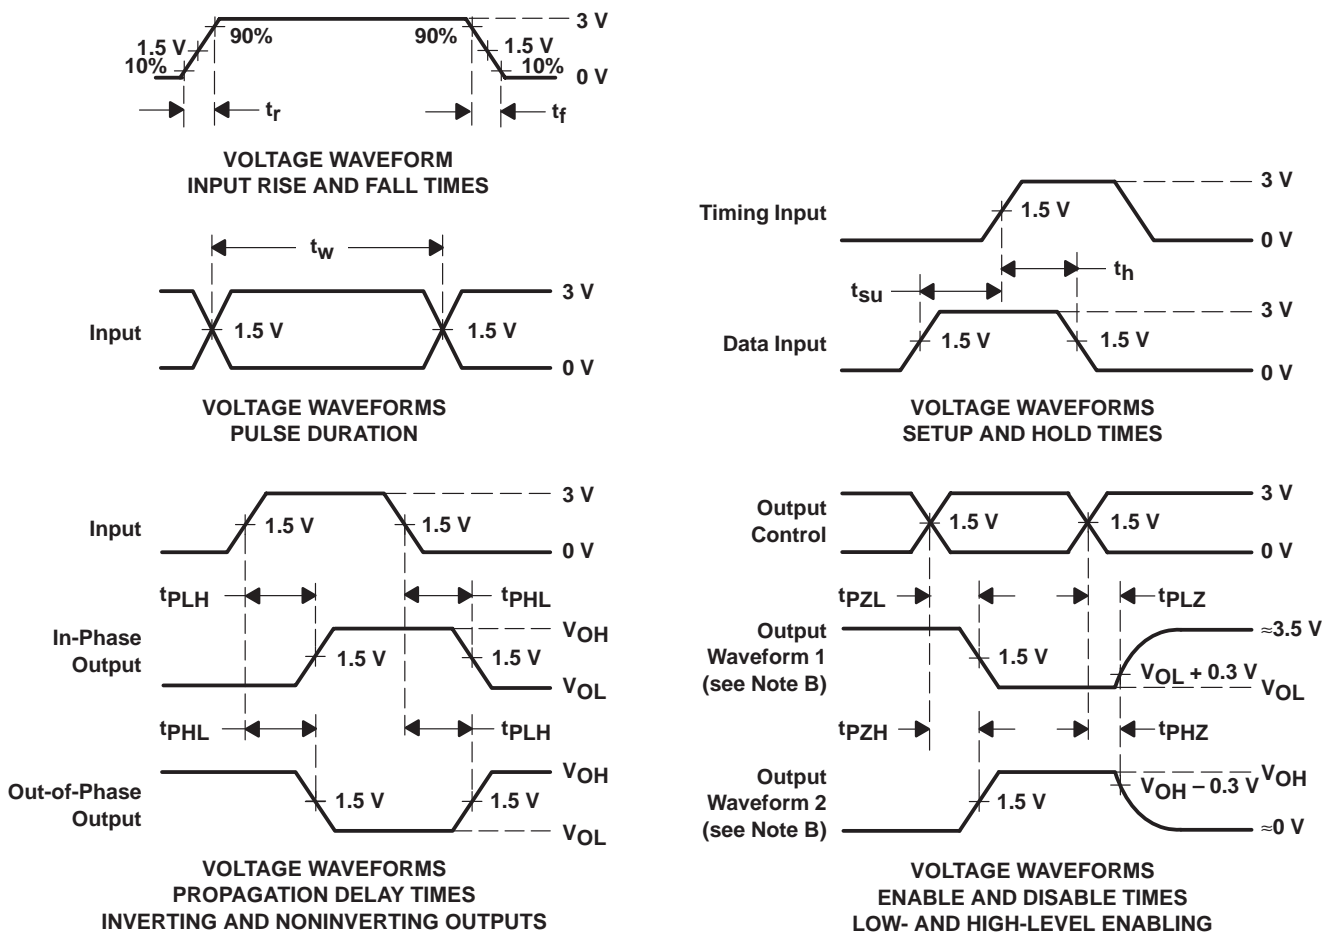 3 V
90% 90%
1.5 V 1.5 V
10% 10%
0 V
tr tf
VOLTAGE WAVEFORM
INPUT RISE AND FALL TIMES
tw
3 V
Input 1.5 V 1.5 V
0 V
VOLTAGE WAVEFORMS
PULSE DURATION
3 V
Timing Input 1.5 V
0 V
th
tsu
3 V
Data Input 1.5 V 1.5 V
0 V
VOLTAGE WAVEFORMS
SETUP AND HOLD TIMES
3 V
Input 1.5 V 1.5 V
0 V
tPLH tPHL
In-Phase
Output
VOH
1.5 V 1.5 V
VOL
tPHL tPLH
Out-of-Phase
Output
VOH
1.5 V 1.5 V
VOL
VOLTAGE WAVEFORMS
PROPAGATION DELAY TIMES
INVERTING AND NONINVERTING OUTPUTS
Output
Control
3 V
1.5 V 1.5 V
0 V
tPZL tPLZ
Output
Waveform 1
(see Note B)
≈3.5 V
1.5 V
VOL + 0.3 V
VOL
tPZH tPHZ
Output
Waveform 2
(see Note B)
VOH
VOH – 0.3 V
1.5 V
≈0 V
VOLTAGE WAVEFORMS
ENABLE AND DISABLE TIMES
LOW- AND HIGH-LEVEL ENABLING